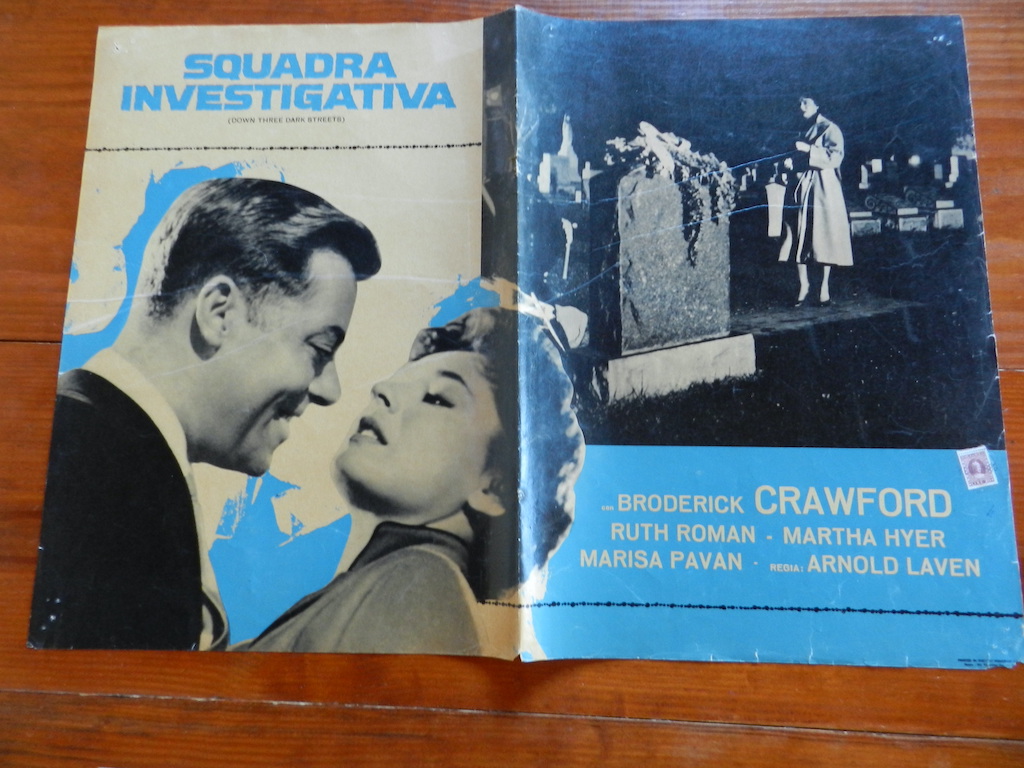 SQUADRA
INVESTIGATIVA
(DOWN THREE DARK STREETS)
CON BRODERICK CRAWFORD
RUTH ROMAN - MARTHA HYER
MARISA PAVAN · REGIA: ARNOLD LAVEN